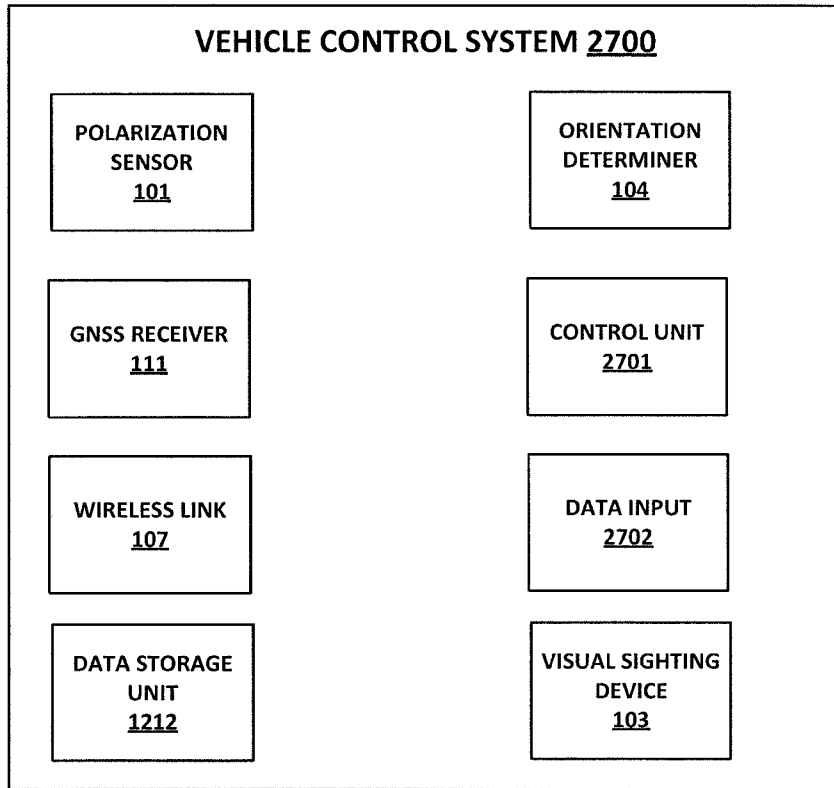 VEHICLE CONTROL SYSTEM 2700
POLARIZATION
SENSOR
101
ORIENTATION
DETERMINER
104
GNSS RECEIVER
111
CONTROL UNIT
2701
WIRELESS LINK
107
DATA INPUT
2702
DATA STORAGE
UNIT
1212
VISUAL SIGHTING
DEVICE
103